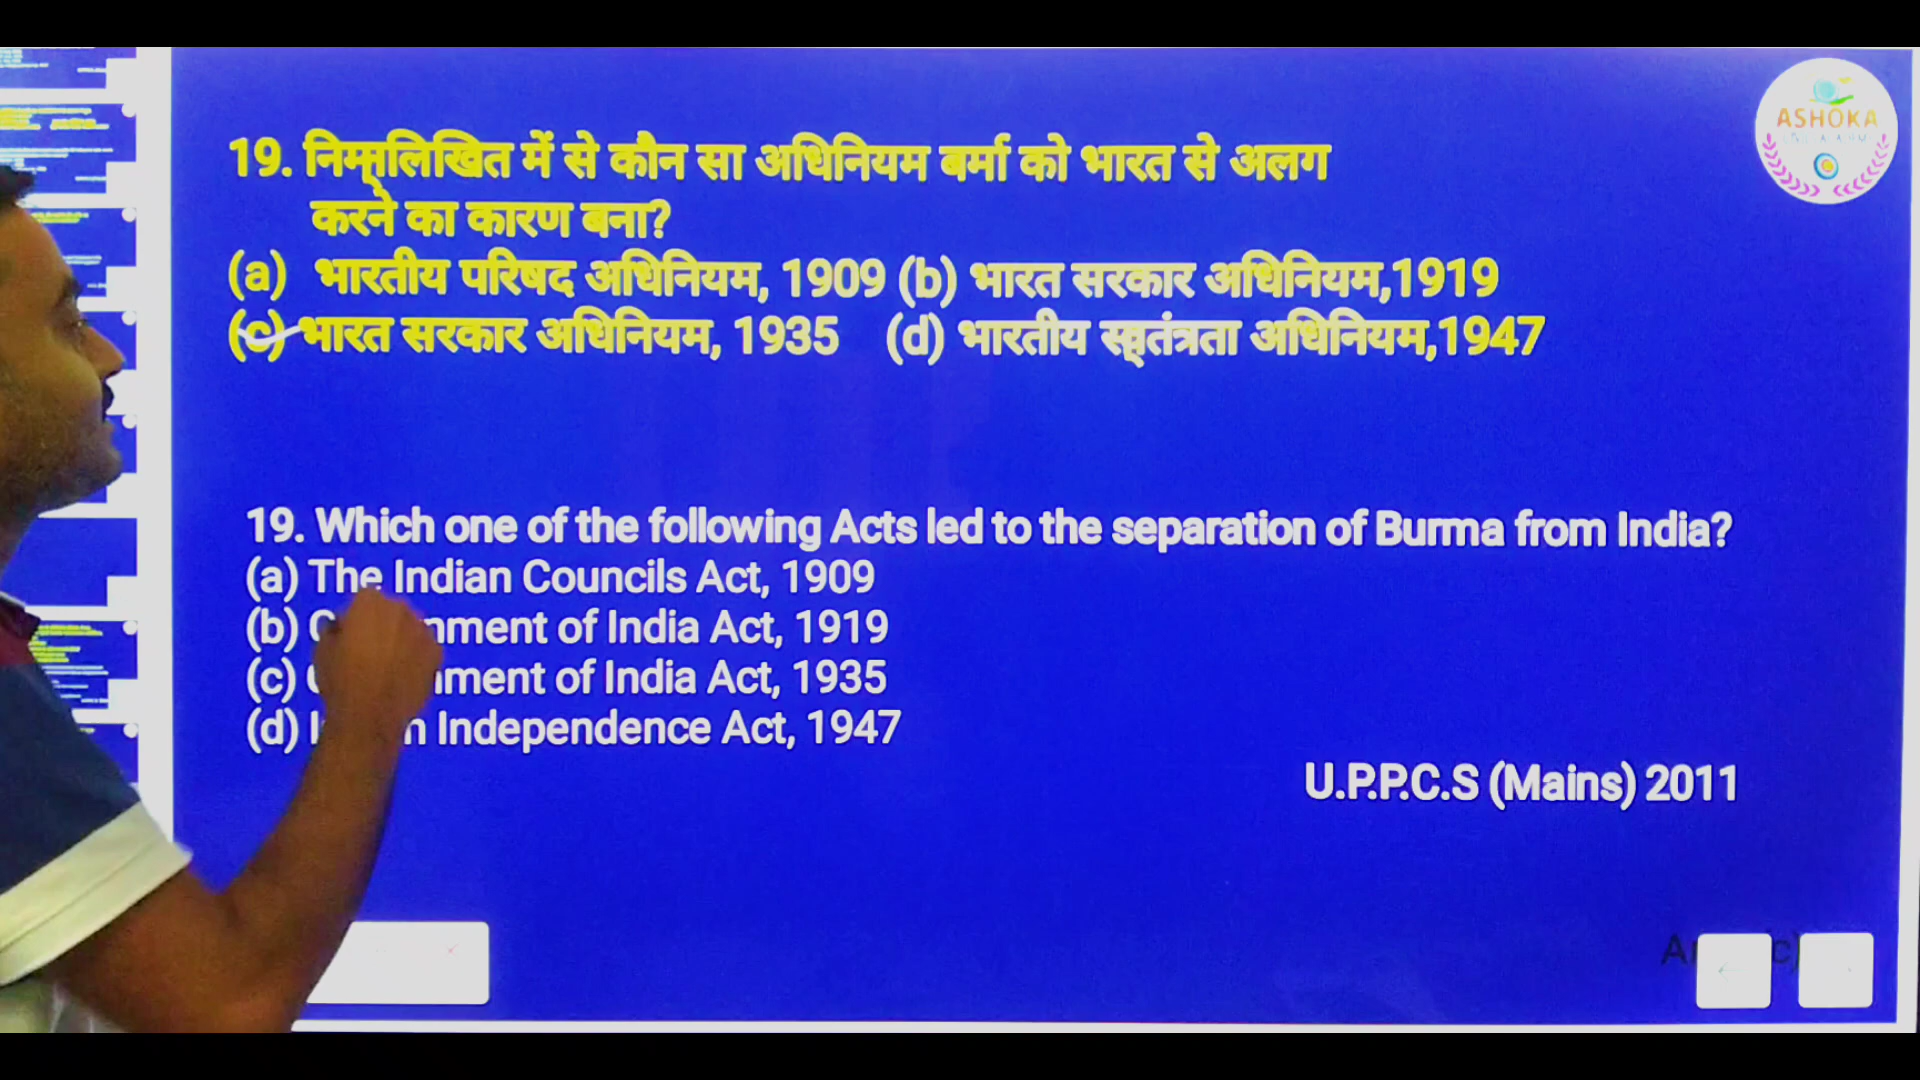 ASHOKA
19. निम्नलिखित में से कौन सा अधिनियम बर्मा को भारत से अलग
करने का कारण बना?
(a) भारतीय परिषद अधिनियम, 1909 (b) भारत सरकार अधिनियम,1919
(c) भारत सरकार अधिनियम, 1935 (d) भारतीय स्वतंत्रता अधिनियम,1947
19. Which one of the following Acts led to the separation of Burma from India?
(a) The Indian Councils Act, 1909
(b) of India Act, 1919
(c) of India Act, 1935
(d) Independence Act, 1947
U.P.P.C.S (Mains) 2011